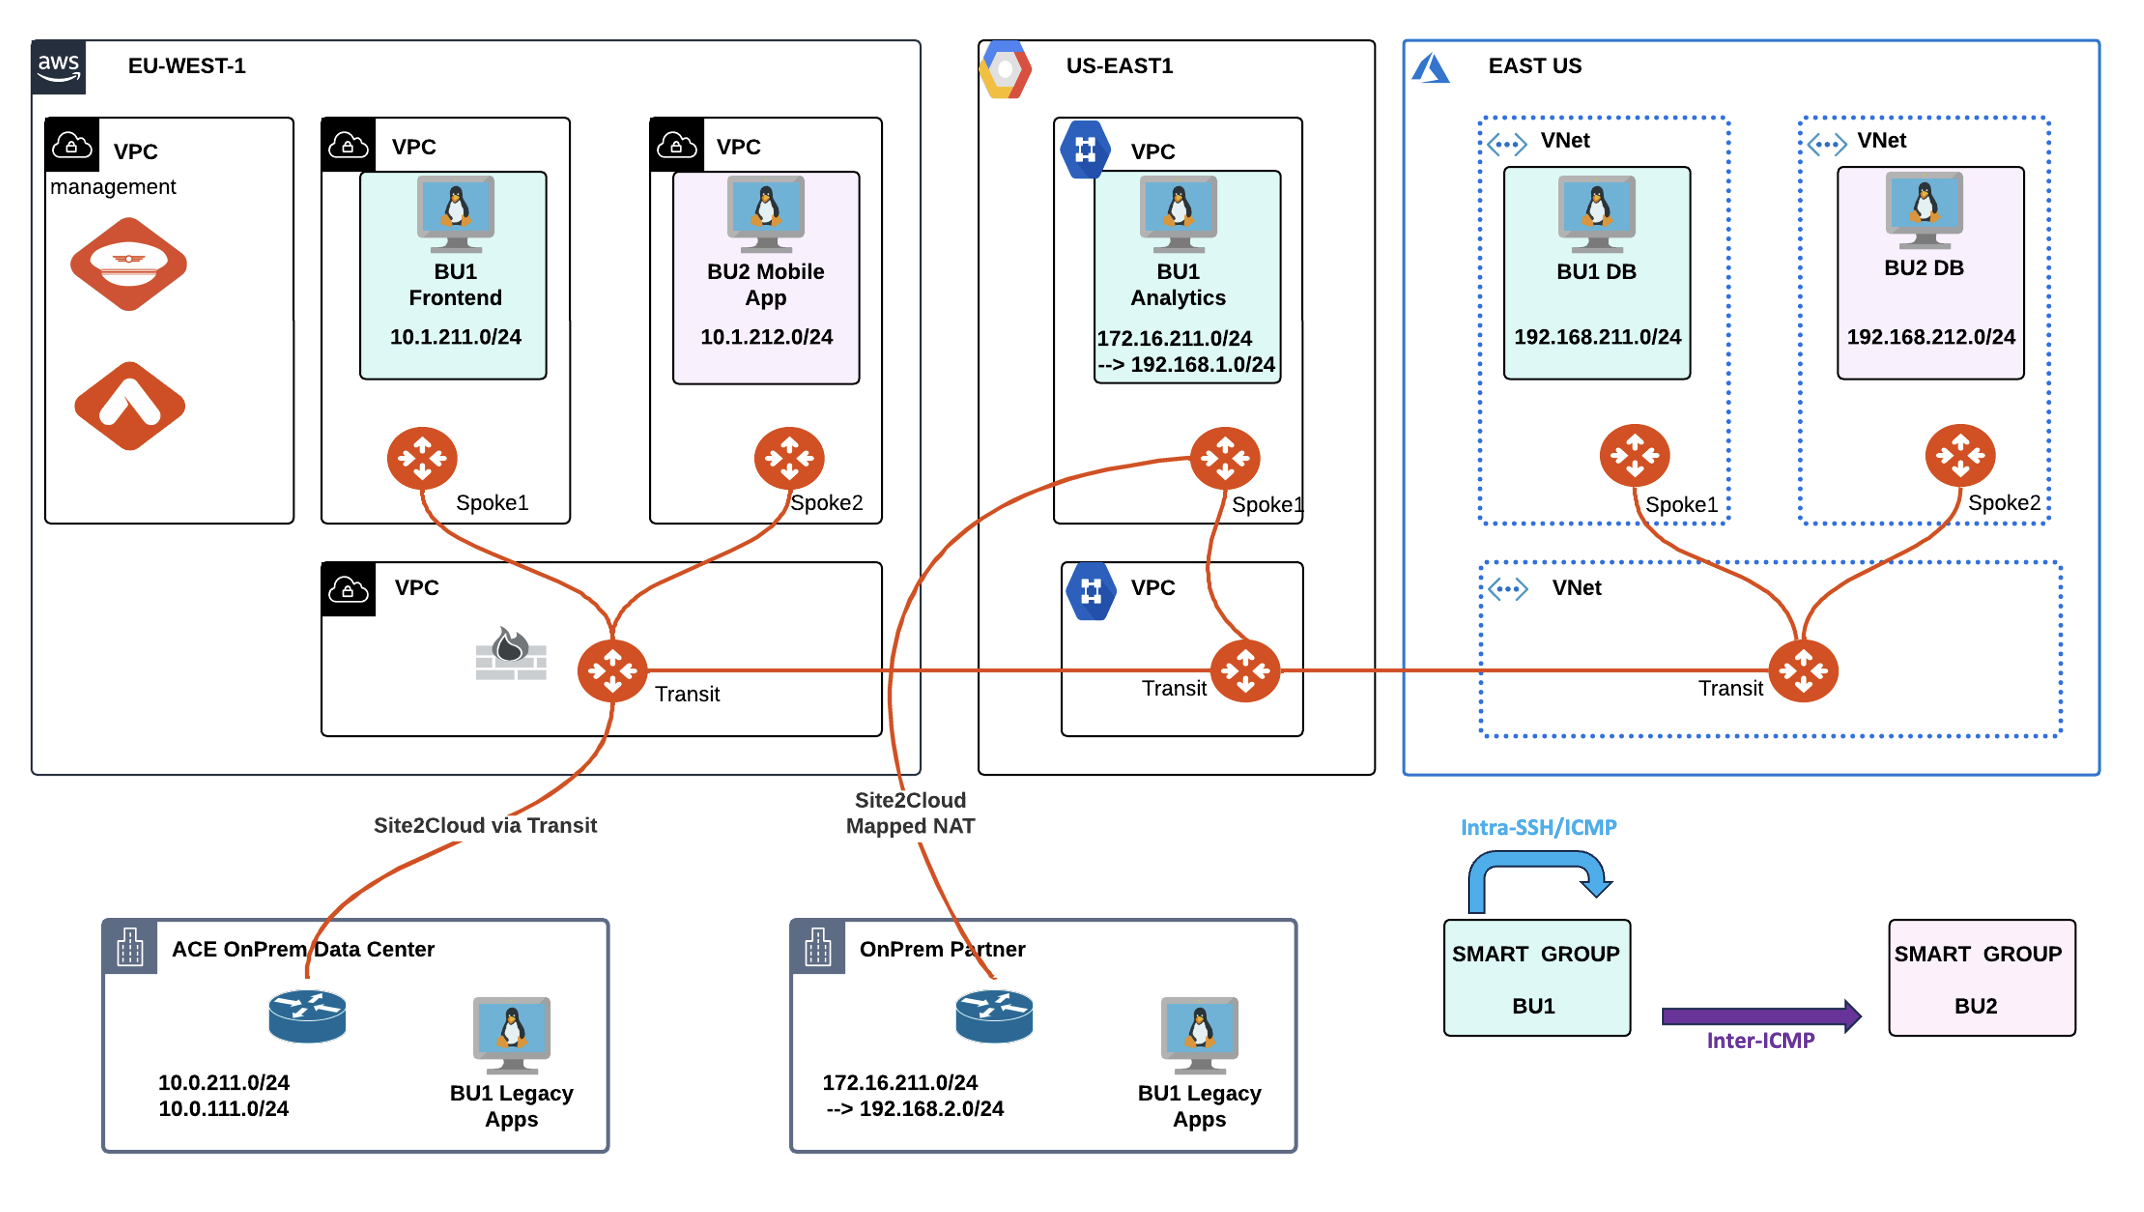 aws
EU-WEST-1
VPC
management
VPC
BU1
Frontend
10.1.211.0/24
Spoke1
VPC
BU2 Mobile
App
10.1.212.0/24
Spoke2
VPC
Transit
US-EAST1
VPC
BU1
Analytics
172.16.211.0/24
--> 192.168.1.0/24
Spoke1
VPC
Transit
EAST US
VNet
BU1 DB
192.168.211.0/24
Spoke1
VNet
BU2 DB
192.168.212.0/24
Spoke2
VNet
Transit
Site2Cloud via Transit
Site2Cloud
Mapped NAT
ACE OnPrem Data Center
10.0.211.0/24
10.0.111.0/24
BU1 Legacy
Apps
OnPrem Partner
172.16.211.0/24
--> 192.168.2.0/24
BU1 Legacy
Apps
Intra-SSH/ICMP
SMART GROUP
BU1
Inter-ICMP
SMART GROUP
BU2